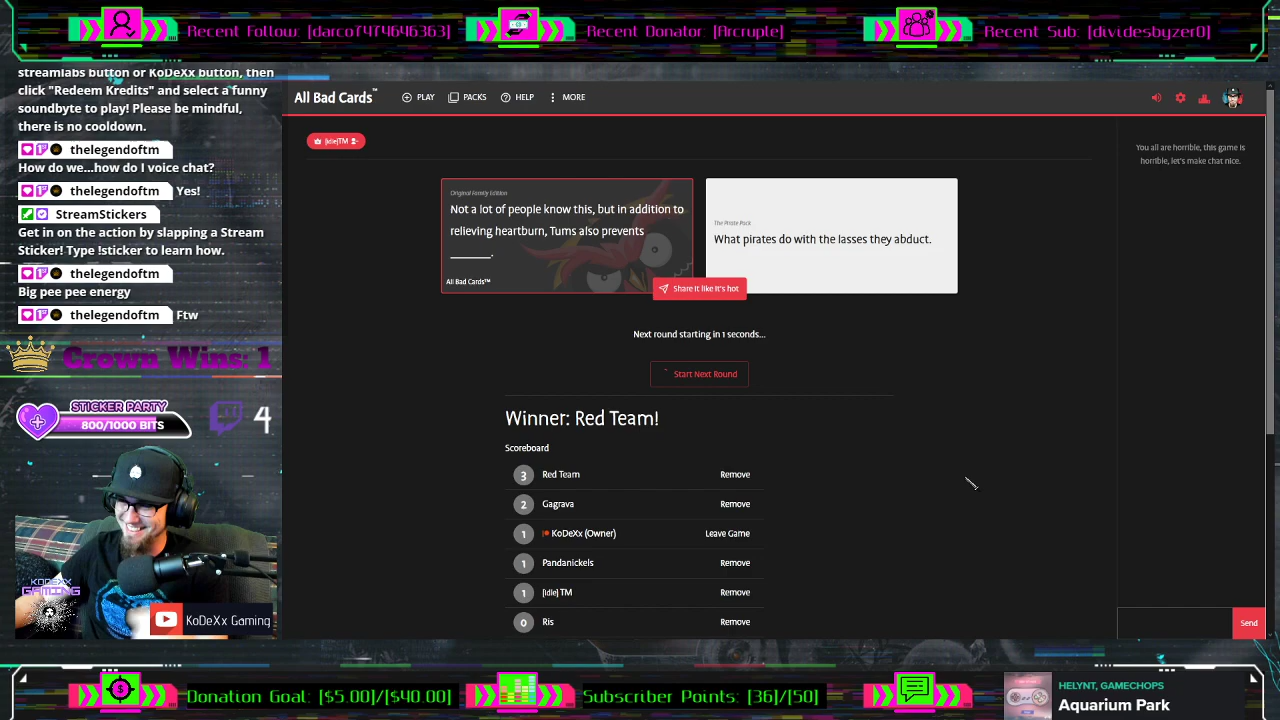 Recent Follow: [darco7474646363]
Recent Donator: [Arcruple]
Recent Sub: [dividesbyzer0]
streamlabs button or KoDeXx button, then
click "Redeem Kredits" and select a funny
soundbyte to play! Please be mindful,
there is no cooldown.
thelegendoftm
How do we...how do I voice chat?
thelegendoftm Yes!
StreamStickers
Get in on the action by slapping a Stream
Sticker! Type !sticker to learn how.
thelegendoftm
Big pee pee energy
thelegendoftm Ftw
Crown Wins: 1
STICKER PARTY
800/1000 BITS
4
KODEXX
GAMING
KoDeXx Gaming
All Bad Cards™
PLAY
PACKS
HELP
MORE
[idle]TM
Original Family Edition
Not a lot of people know this, but in addition to
relieving heartburn, Tums also prevents
_______.
All Bad Cards™
The Pirate Pack
What pirates do with the lasses they abduct.
Share it like it's hot
Next round starting in 1 seconds...
Start Next Round
Winner: Red Team!
Scoreboard
3 Red Team Remove
2 Gagrava Remove
1 KoDeXx (Owner) Leave Game
1 Pandanickels Remove
1 [idle] TM Remove
0 Ris Remove
You all are horrible, this game is
horrible, let's make chat nice.
Send
Donation Goal: [$5.00]/[$40.00]
Subscriber Points: [36]/[50]
HELYNT, GAMECHOPS
Aquarium Park